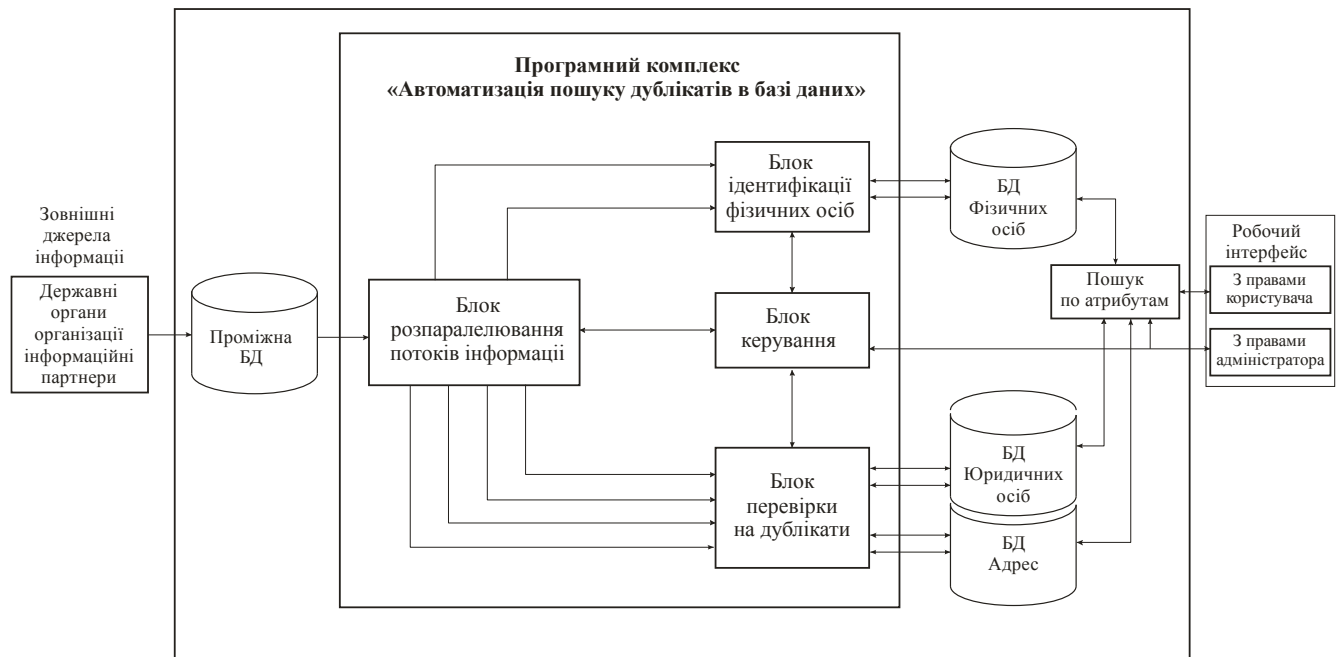 Програмний комплекс
«Автоматизація пошуку дублікатів в базі даних»
Зовнішні
джерела
інформації
Державні
органи
організації
інформаційні
партнери
Проміжна
БД
Блок
розпаралелювання
потоків інформації
Блок
ідентифікації
фізичних осіб
Блок
керування
Блок
перевірки
на дублікати
БД
Фізичних
осіб
БД
Юридичних
осіб
БД
Адрес
Пошук
по атрибутам
Робочий
інтерфейс
З правами
користувача
З правами
адміністратора